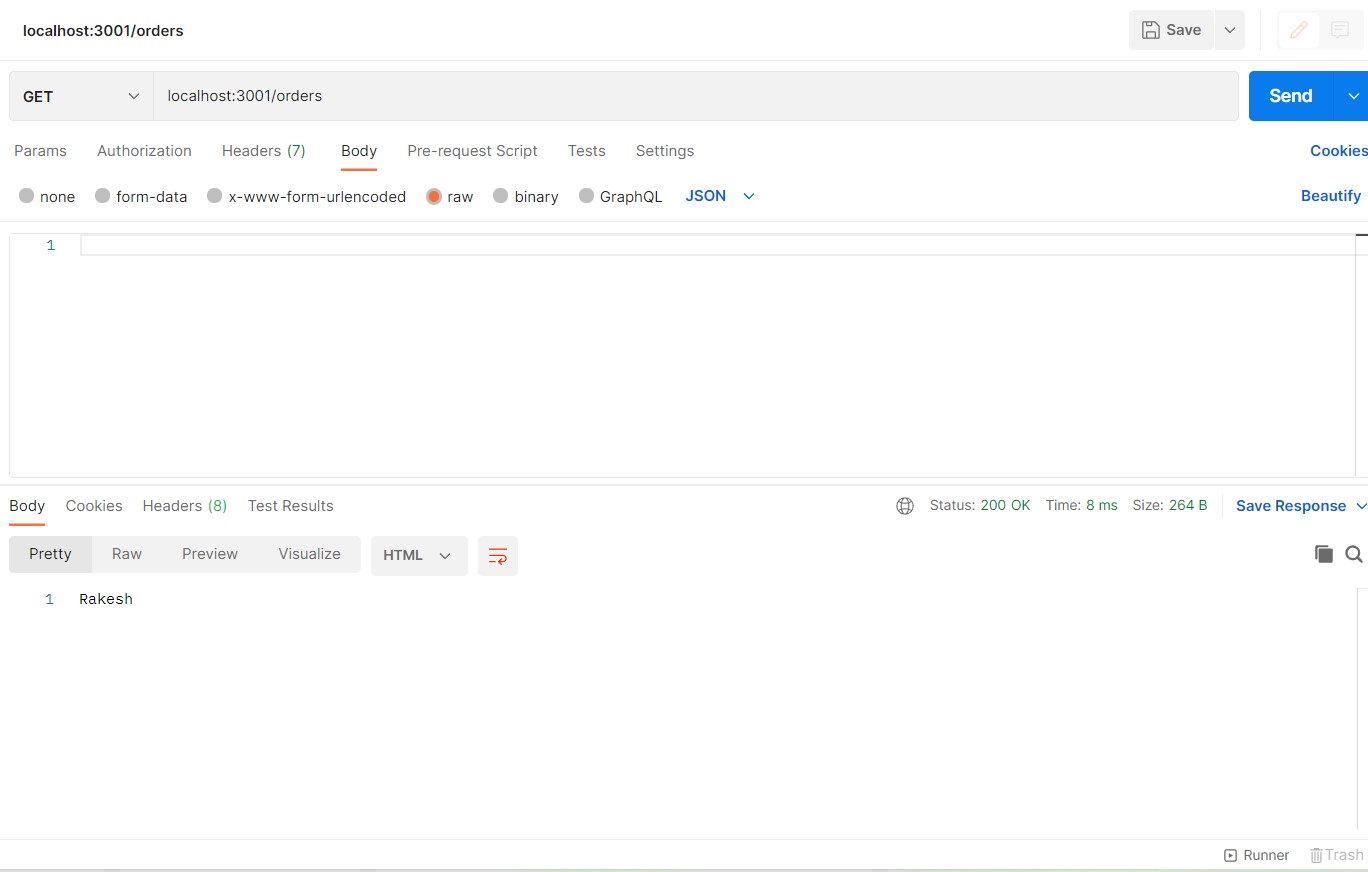 localhost:3001/orders
Save
GET localhost:3001/orders Send
Params Authorization Headers (7) Body Pre-request Script Tests Settings Cookies
none form-data x-www-form-urlencoded raw binary GraphQL JSON Beautify
1
Body Cookies Headers (8) Test Results Status: 200 OK Time: 8 ms Size: 264 B Save Response
Pretty Raw Preview Visualize HTML
1 Rakesh
Runner Trash